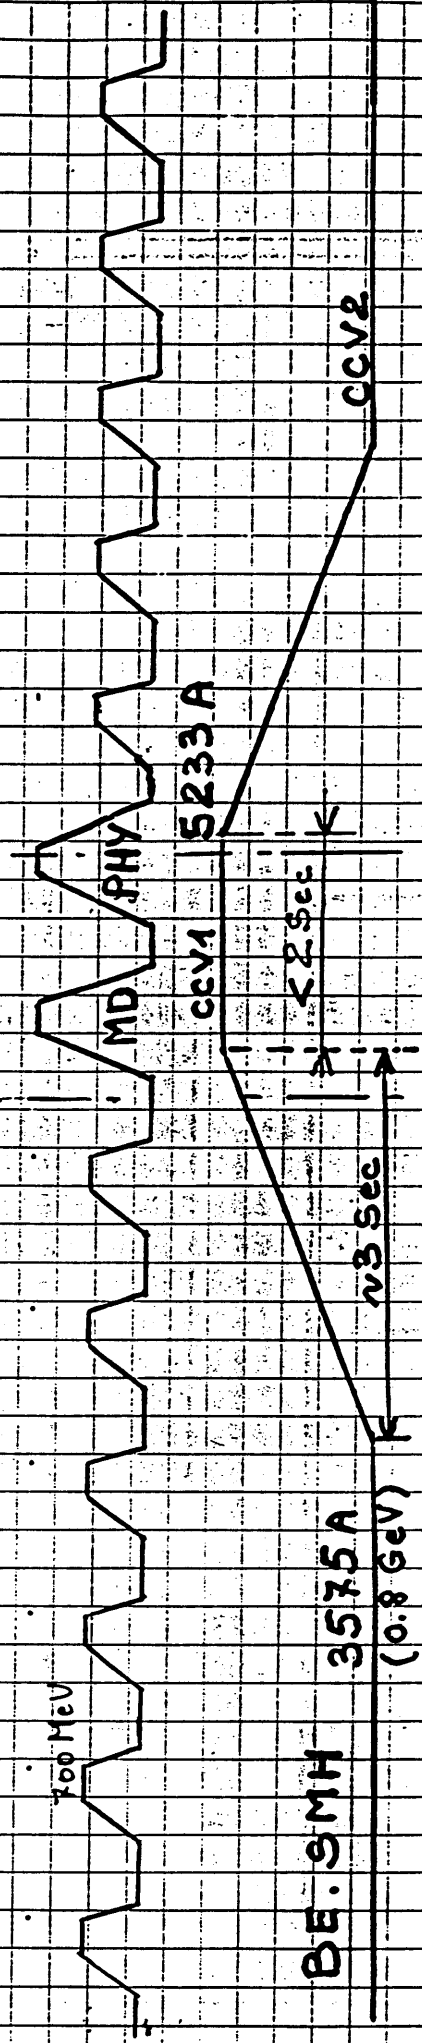 700 MeV
MD
PHY
5233 A
CCV1
CCV2
< 2 Sec
~3 Sec
BE.SMH
3575 A
(0.8 GeV)